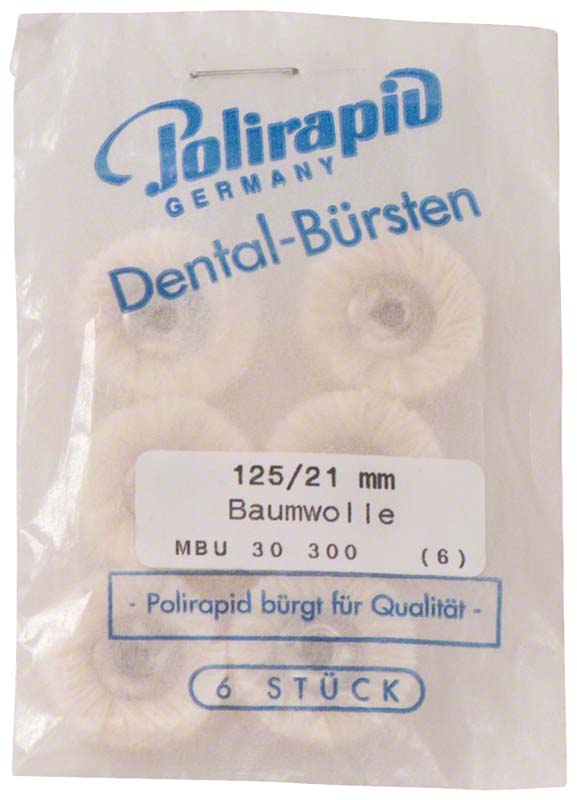 Polirapid
GERMANY
Dental-Bürsten
125/21 mm
Baumwolle
MBU 30 300 (6)
- Polirapid bürgt für Qualität -
6 STÜCK